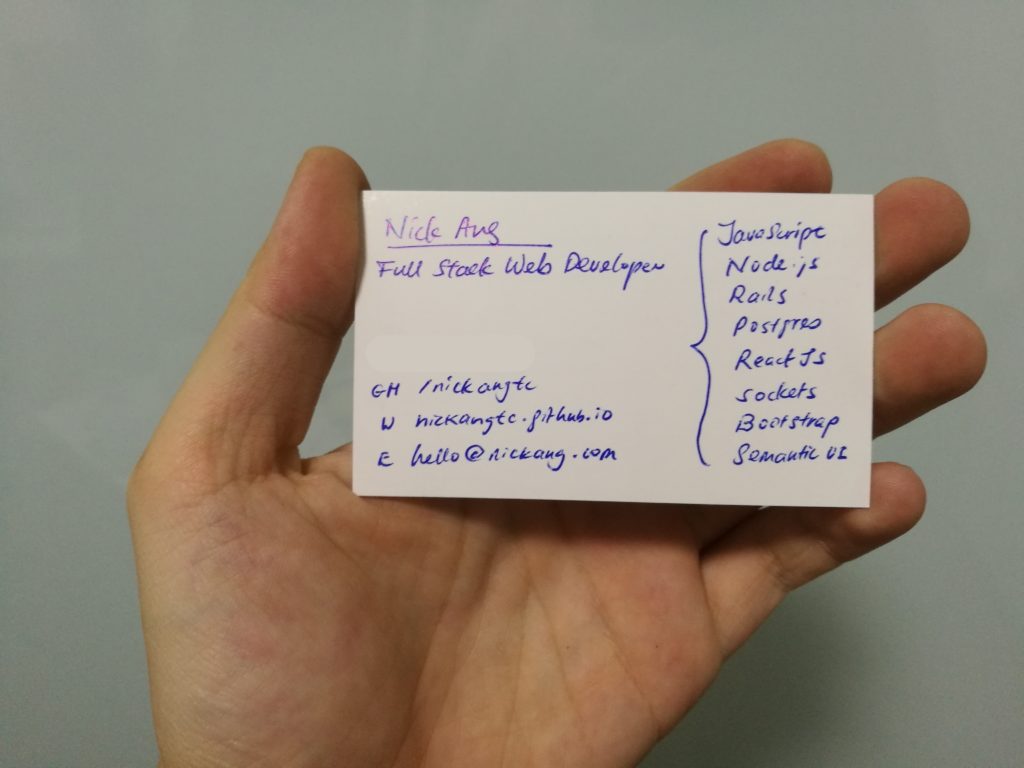 Nick Ang
Full Stack Web Developer
GH /nickangtc
W nickangtc.github.io
E hello@nickang.com
JavaScript
Node.js
Rails
Postgres
React Js
sockets
Bootstrap
Semantic UI